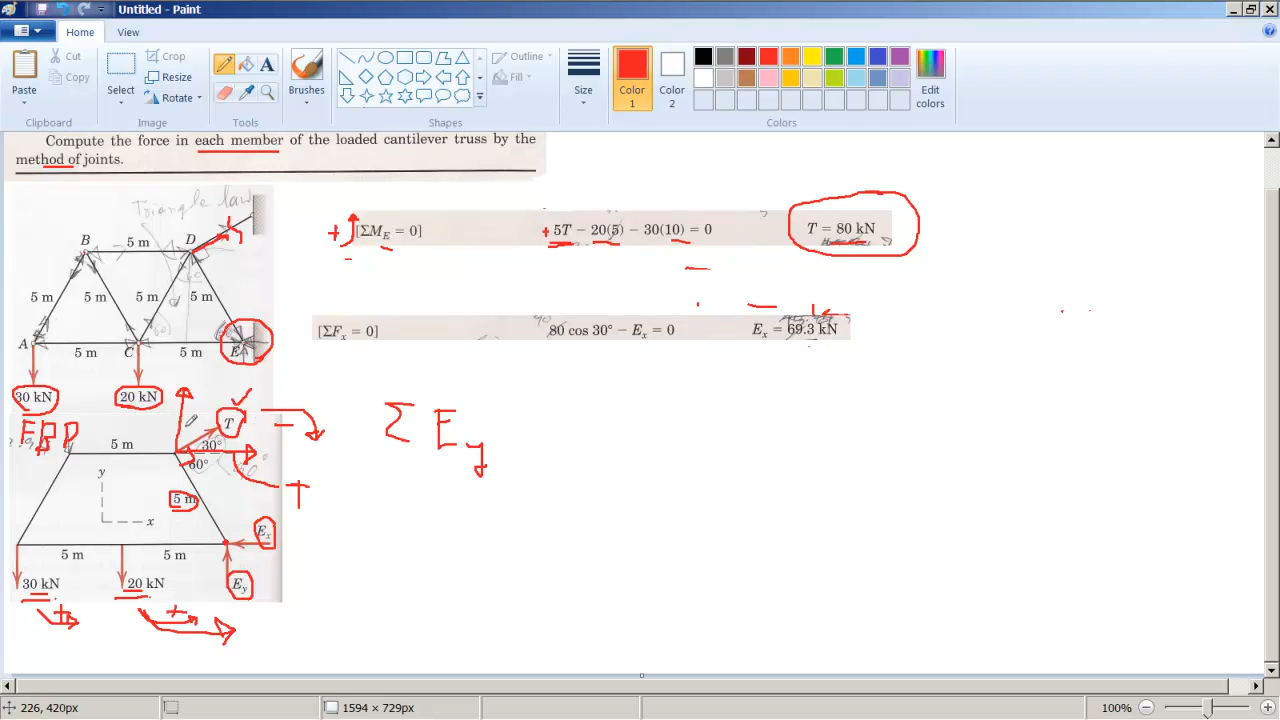 Untitled - Paint
Home View
Cut
Copy
Paste
Clipboard
Select
Crop
Resize
Rotate
Image
Tools
Brushes
Shapes
Outline
Fill
Size
Color 1
Color 2
Edit colors
Colors
Compute the force in each member of the loaded cantilever truss by the
method of joints.
Triangle law
B 5 m D T
5 m 5 m 5 m 5 m
A 5 m C 5 m E
30 kN 20 kN
+ [ΣM_E = 0] + 5T − 20(5) − 30(10) = 0 T = 80 kN
[ΣF_x = 0] 80 cos 30° − E_x = 0 E_x = 69.3 kN
FBD
5 m T
30°
60°
y
x
5 m
+
−
E_x
5 m 5 m
30 kN 20 kN E_y
+ +
Σ E_y
226, 420px
1594 × 729px
100%